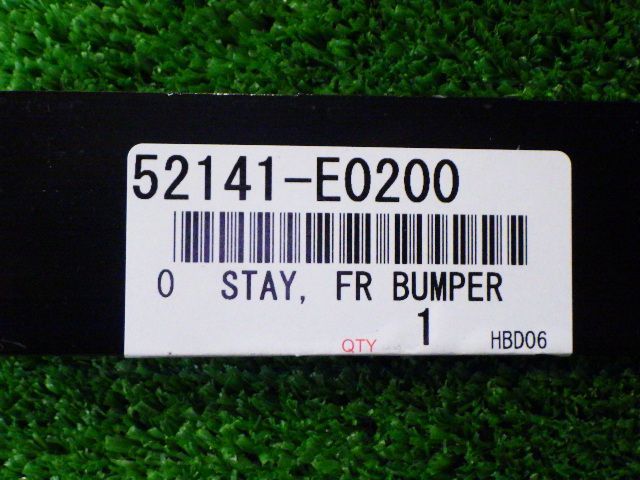 52141-E0200
0 STAY, FR BUMPER
QTY 1 HBD06